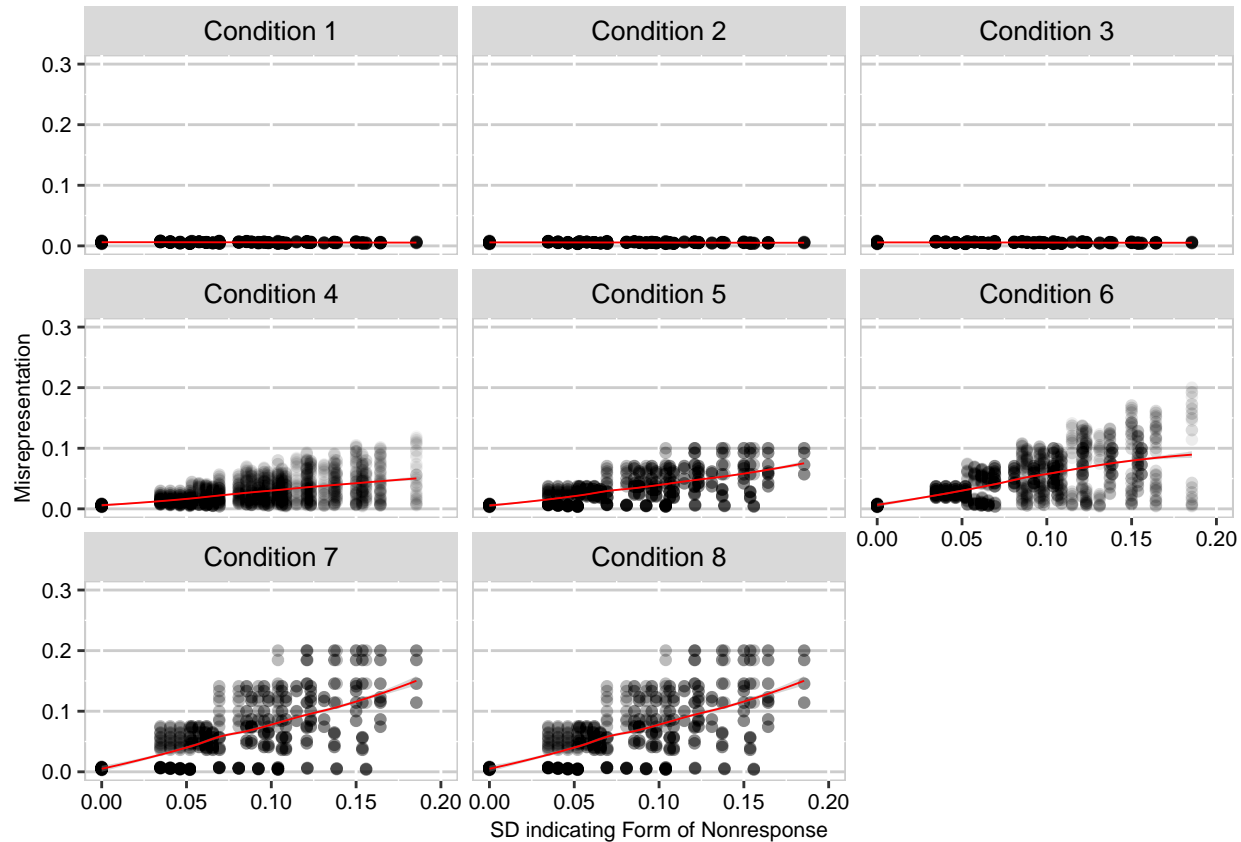 Condition 1 Condition 2 Condition 3
0.3
0.2
0.1
0.0
Condition 4 Condition 5 Condition 6
0.3
0.2
0.1
0.0
Misrepresentation
0.00 0.05 0.10 0.15 0.20
Condition 7 Condition 8
0.3
0.2
0.1
0.0
0.00 0.05 0.10 0.15 0.20 0.00 0.05 0.10 0.15 0.20
SD indicating Form of Nonresponse